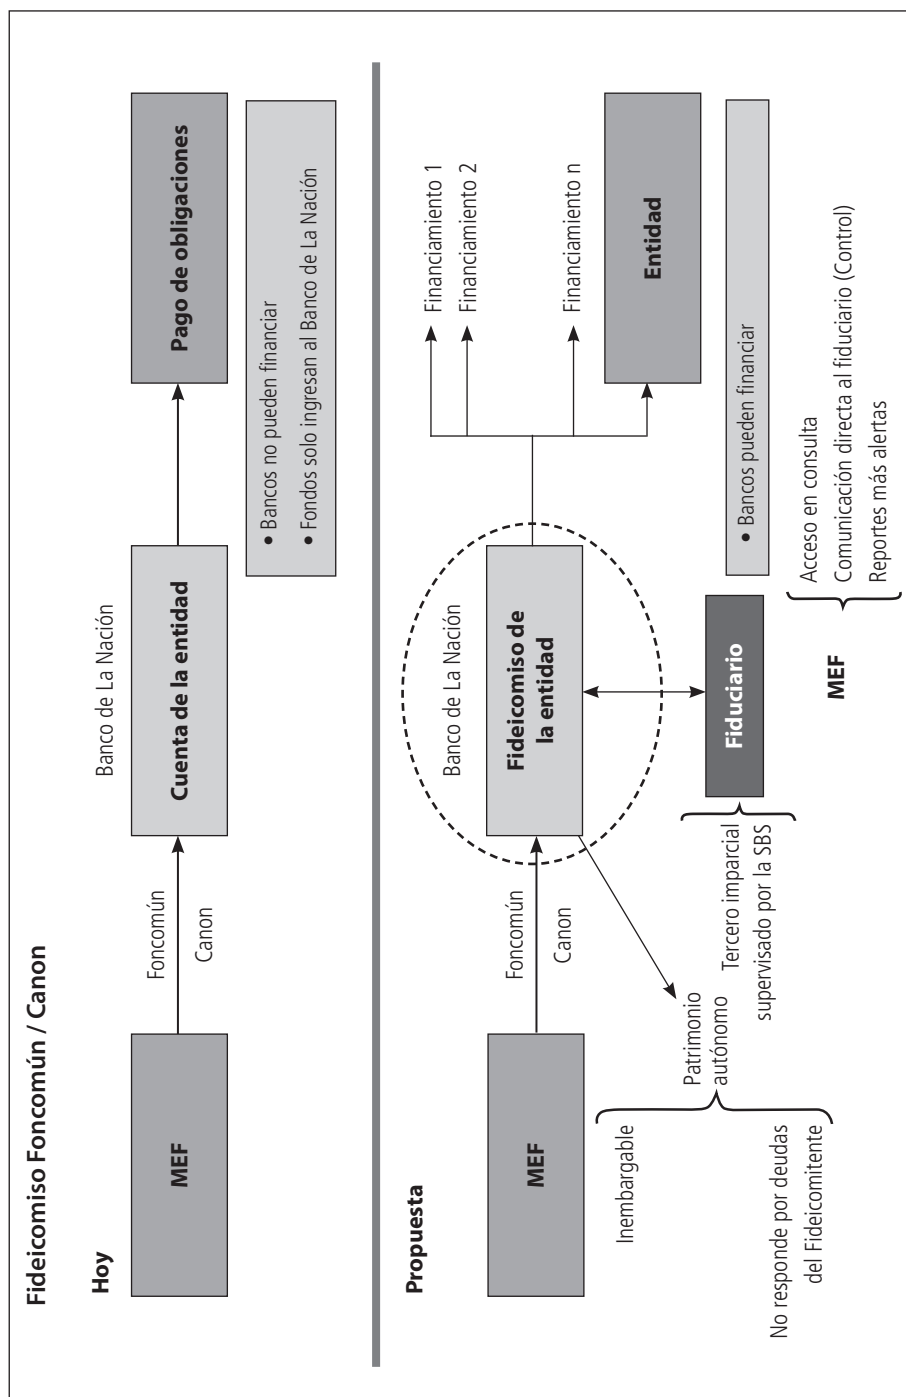 Fideicomiso Foncomún / Canon
Hoy
MEF
Foncomún
Canon
Banco de La Nación
Cuenta de la entidad
Pago de obligaciones
• Bancos no pueden financiar
• Fondos solo ingresan al Banco de La Nación
Propuesta
MEF
Foncomún
Canon
Banco de La Nación
Fideicomiso de
la entidad
Financiamiento 1
Financiamiento 2
Financiamiento n
Entidad
• Bancos pueden financiar
Inembargable
No responde por deudas
del Fideicomitente
Patrimonio
autónomo
Tercero imparcial
supervisado por la SBS
Fiduciario
MEF
Acceso en consulta
Comunicación directa al fiduciario (Control)
Reportes más alertas